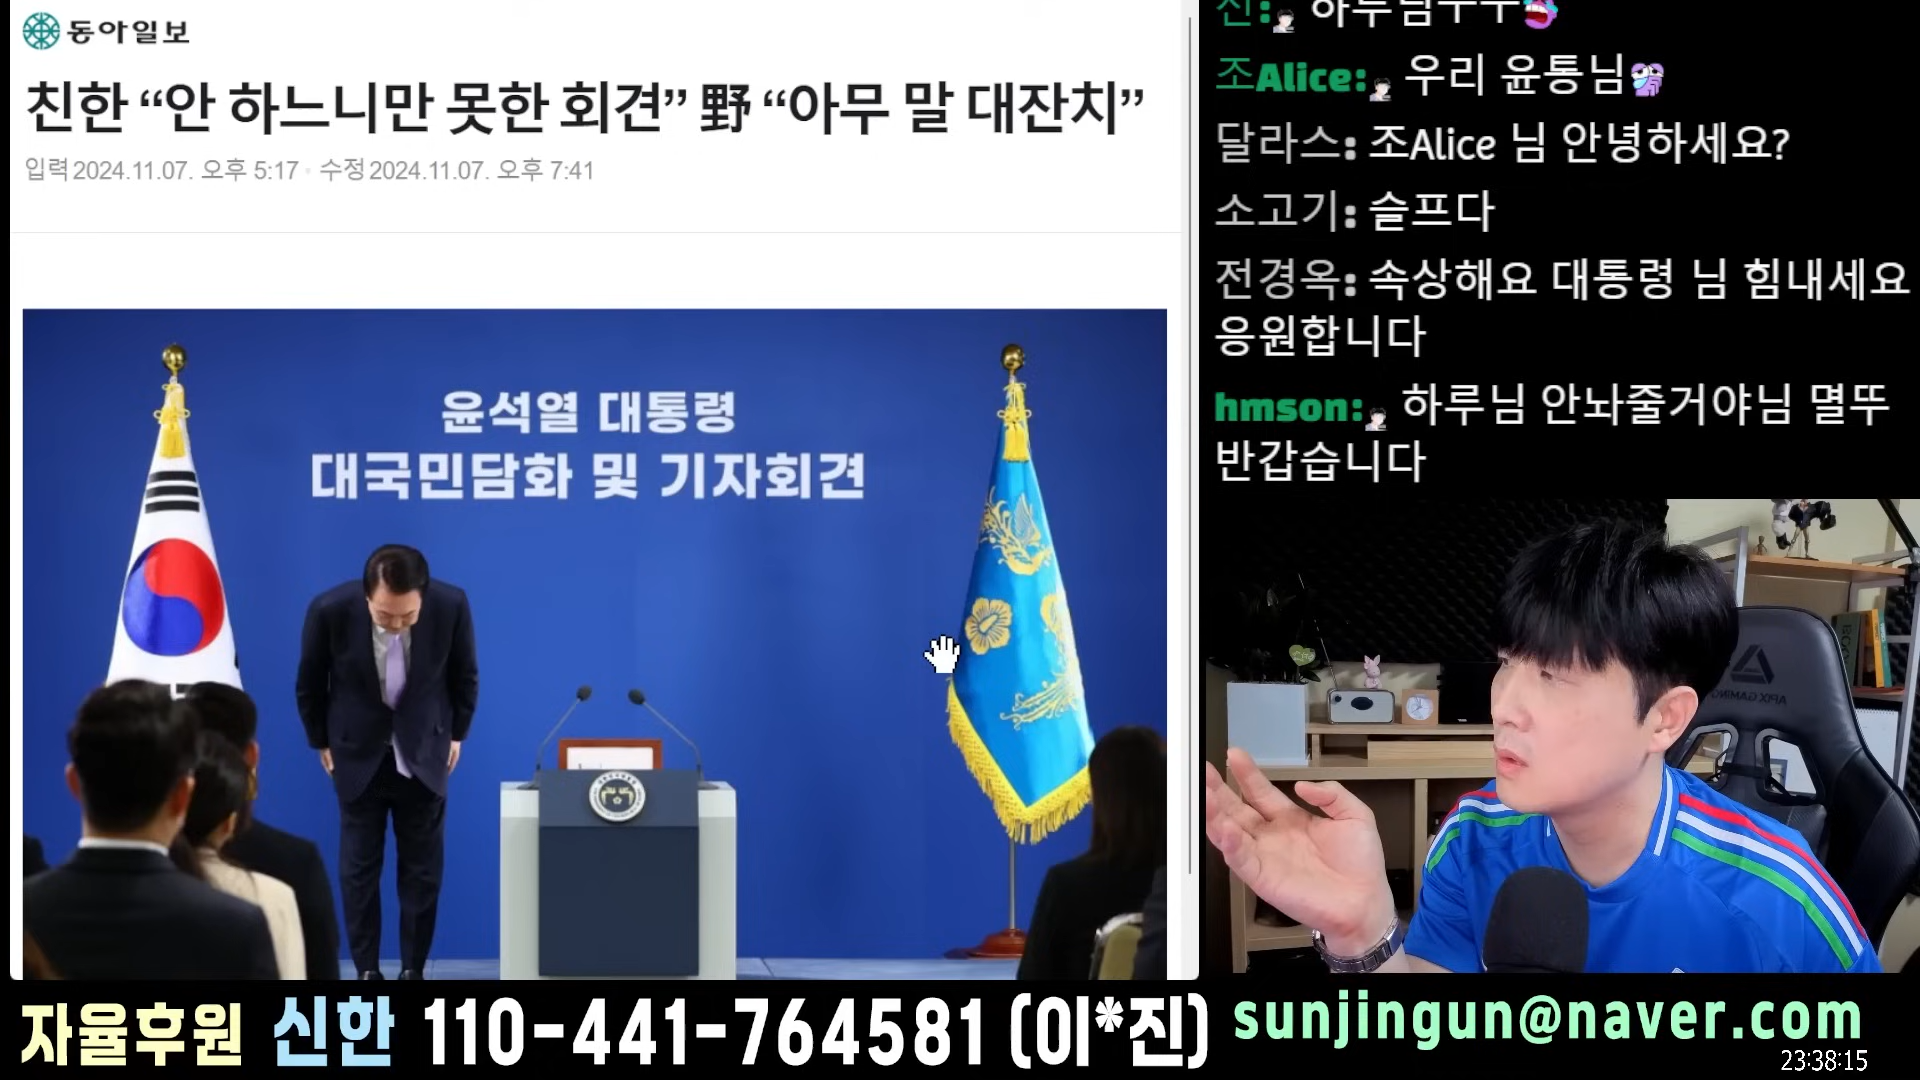 동아일보
친한 “안 하느니만 못한 회견” 野 “아무 말 대잔치”
입력 2024.11.07. 오후 5:17 · 수정 2024.11.07. 오후 7:41
윤석열 대통령
대국민담화 및 기자회견
조Alice: 우리 윤통님
달라스: 조Alice 님 안녕하세요?
소고기: 슬프다
전경옥: 속상해요 대통령 님 힘내세요
응원합니다
hmson: 하루님 안놔줄거야님 멸뚜
반갑습니다
자율후원 신한 110-441-764581 (이*진)
sunjingun@naver.com
23:38:15